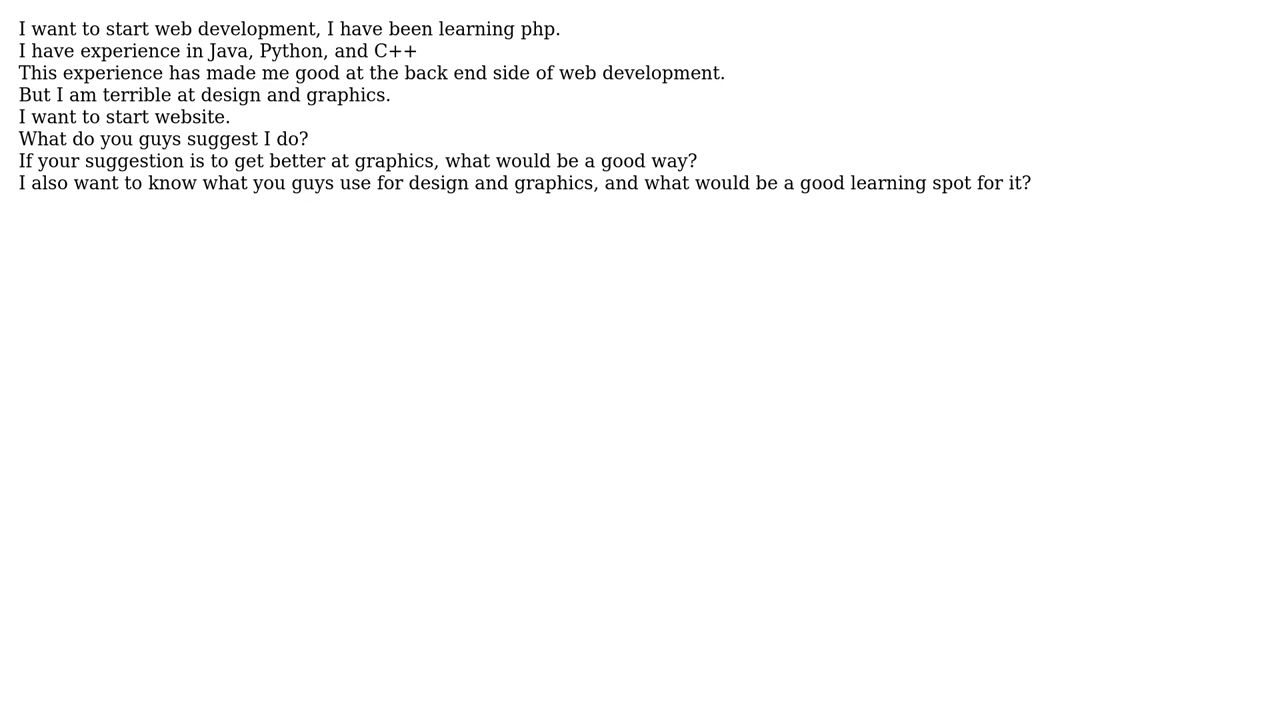 I want to start web development, I have been learning php.
I have experience in Java, Python, and C++
This experience has made me good at the back end side of web development.
But I am terrible at design and graphics.
I want to start website.
What do you guys suggest I do?
If your suggestion is to get better at graphics, what would be a good way?
I also want to know what you guys use for design and graphics, and what would be a good learning spot for it?